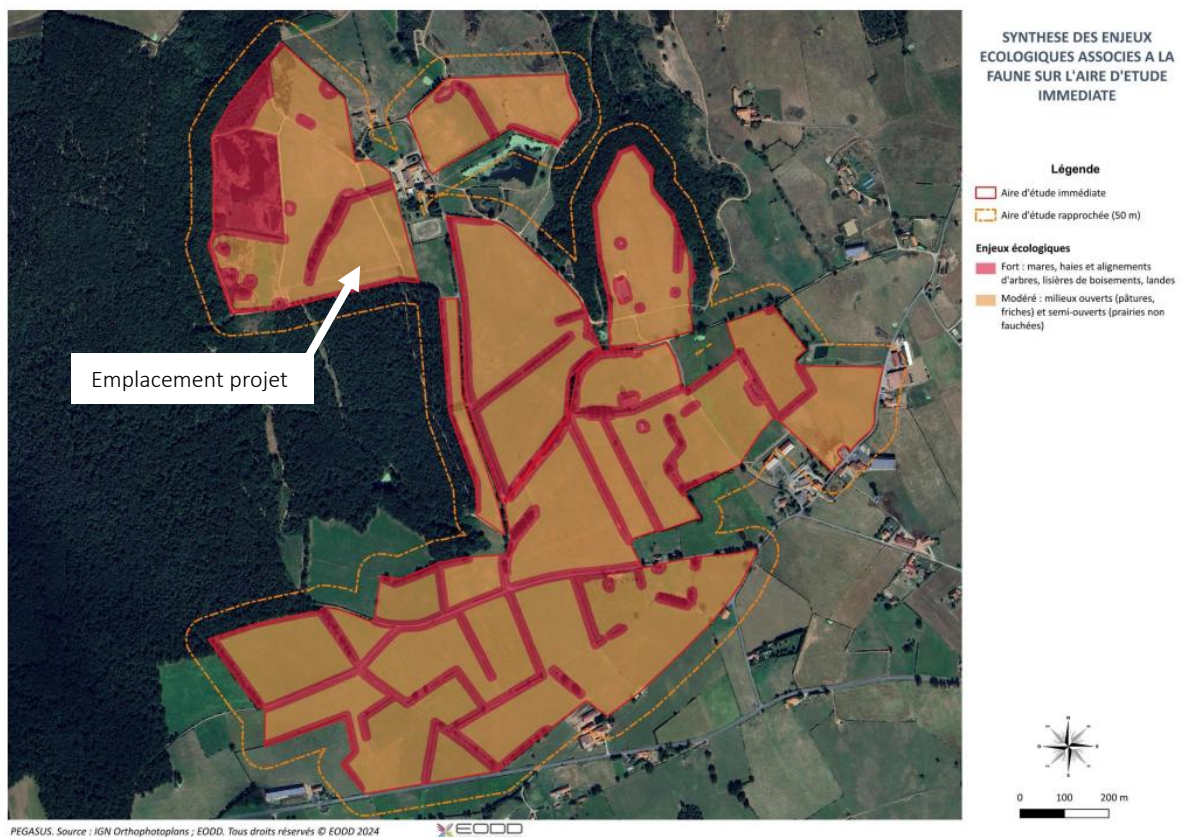 SYNTHESE DES ENJEUX
ECOLOGIQUES ASSOCIES A LA
FAUNE SUR L'AIRE D'ETUDE
IMMEDIATE
Légende
Aire d'étude immédiate
Aire d'étude rapprochée (50 m)
Enjeux écologiques
Fort : mares, haies et alignements
d'arbres, lisières de boisements, landes
Modéré : milieux ouverts (pâtures,
friches) et semi-ouverts (prairies non
fauchées)
Emplacement projet
N
O
E
S
0 100 200 m
PEGASUS. Source : IGN Orthophotoplans ; EODD. Tous droits réservés © EODD 2024
EODD